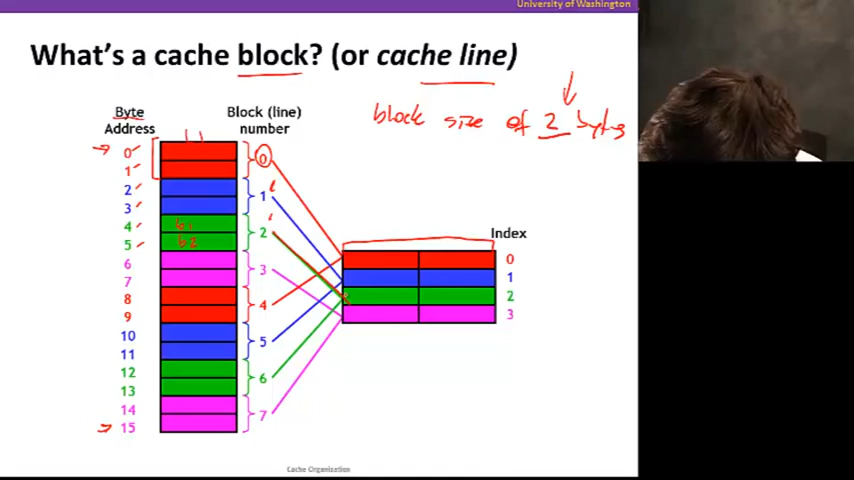 University of Washington
What's a cache block? (or cache line)
block size of 2 bytes
Byte
Address
Block (line)
number
0
1
2
3
4
5
6
7
8
9
10
11
12
13
14
15
b1
b2
0
1
2
3
4
5
6
7
Index
0
1
2
3
Cache Organization